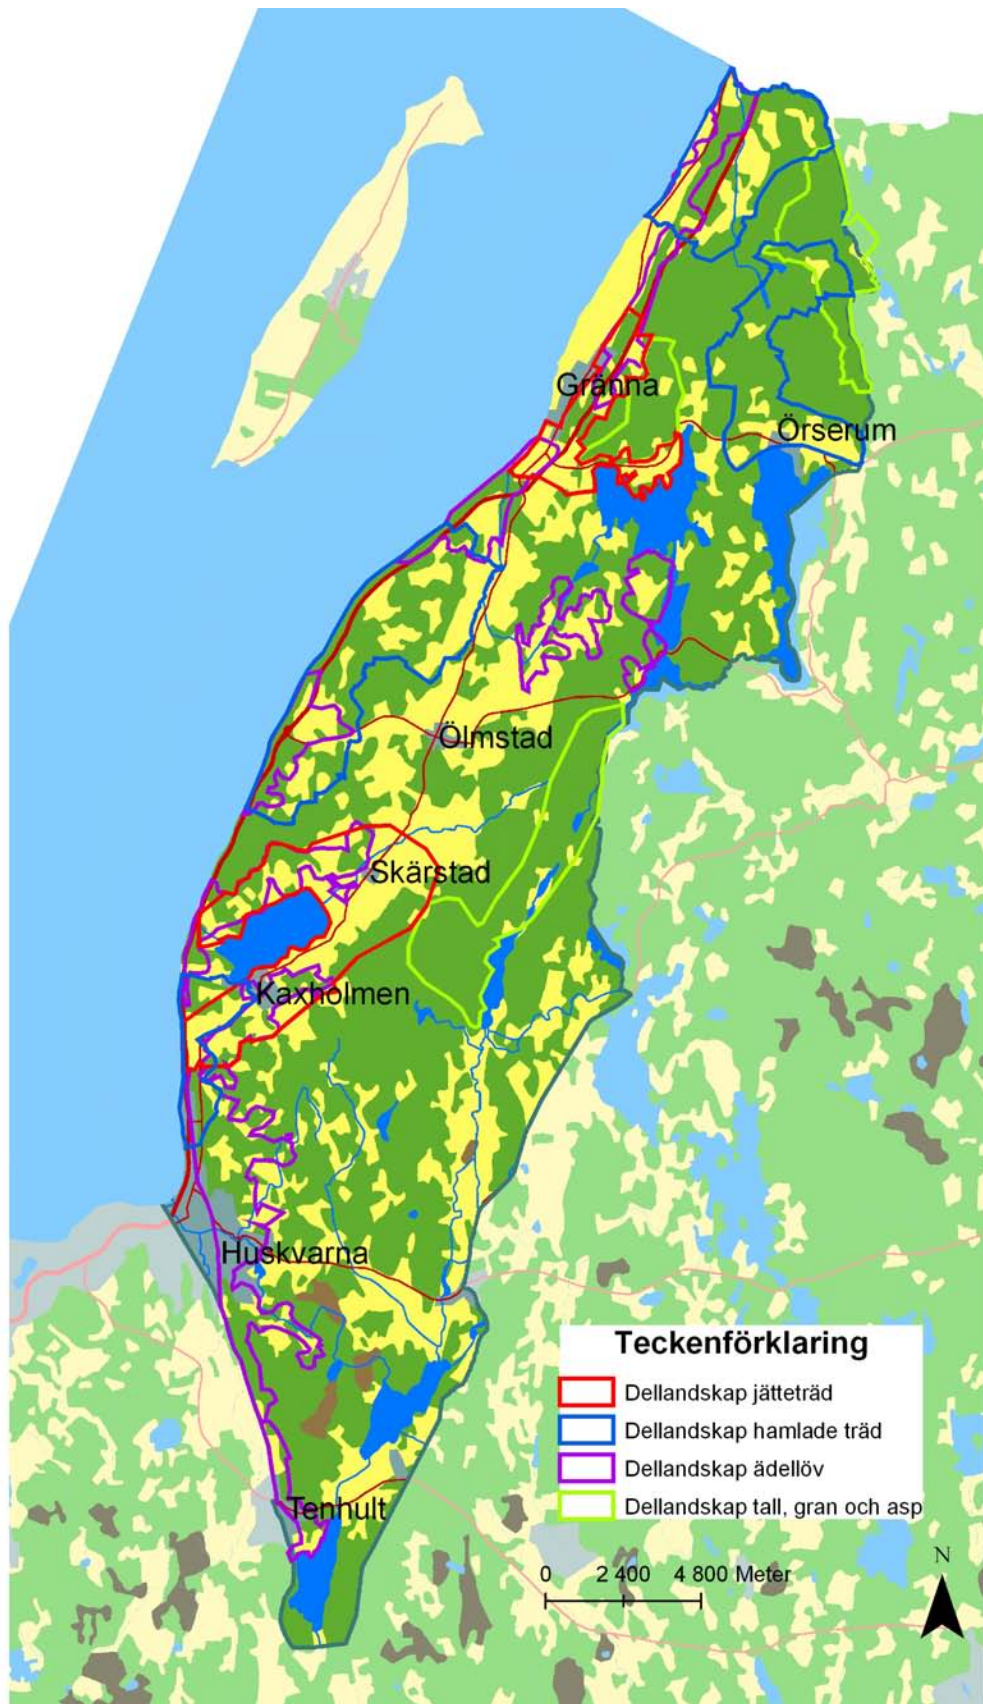 Gränna
Örserum
Ölmstad
Skärstad
Kaxholmen
Huskvarna
Teckenförklaring
Dellandskap jätteträd
Dellandskap hamlade träd
Dellandskap ädellöv
Dellandskap tall, gran och asp
Tenhult
0 2 400 4 800 Meter
N